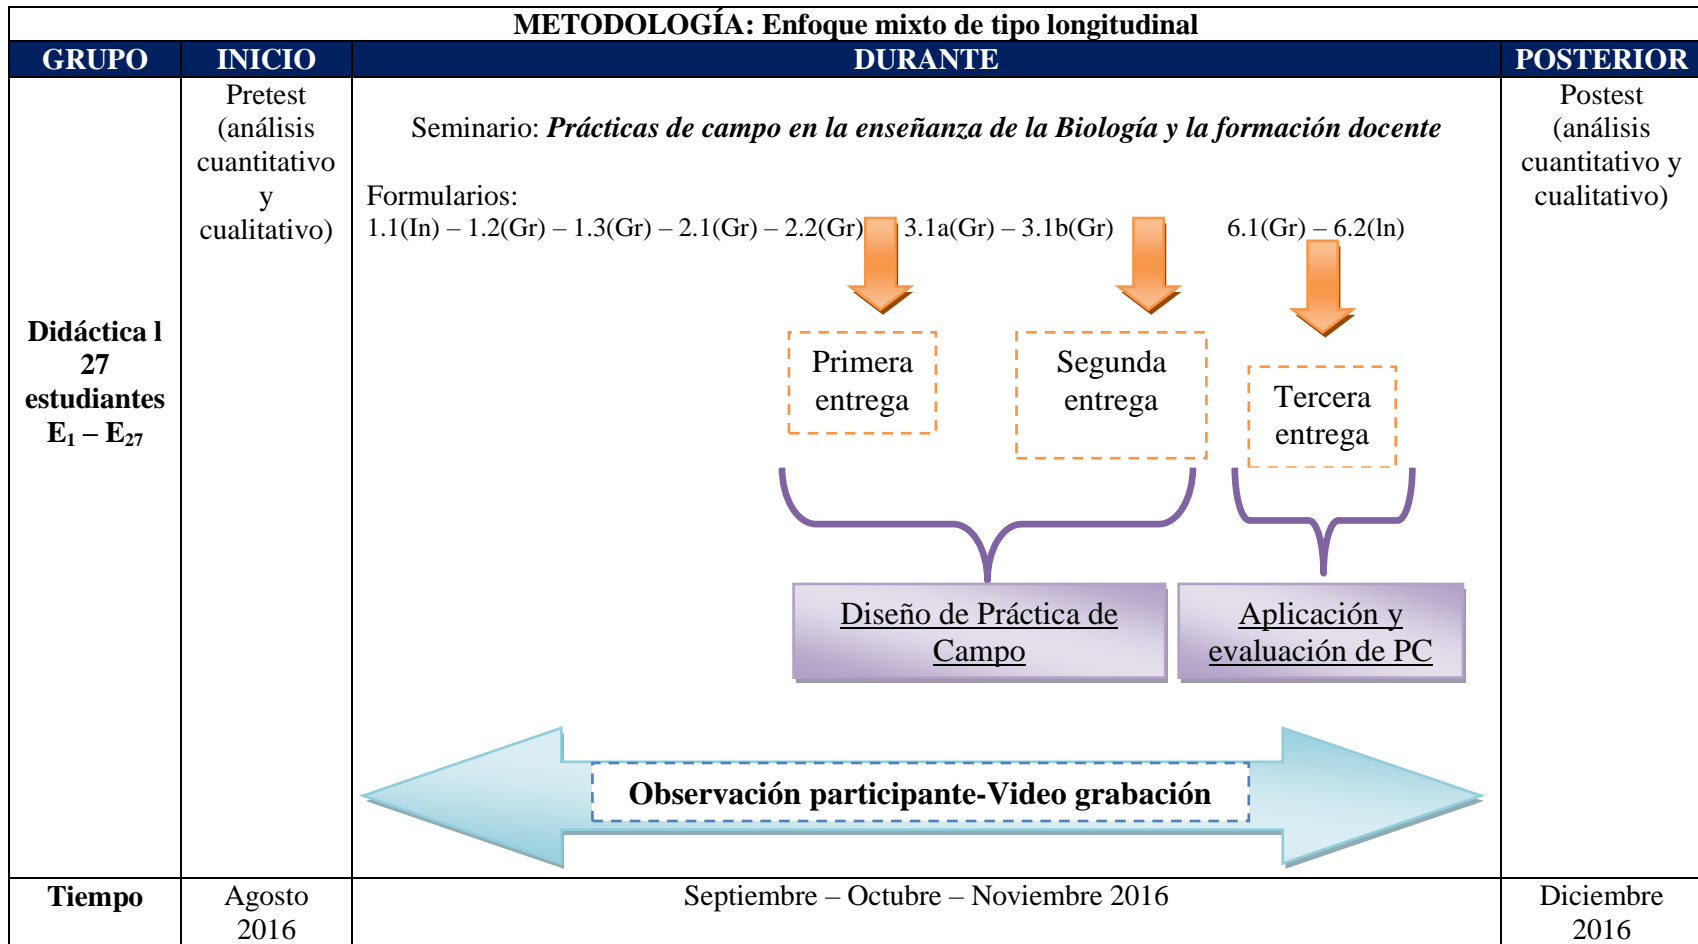 METODOLOGÍA: Enfoque mixto de tipo longitudinal
GRUPO INICIO DURANTE POSTERIOR
Didáctica l
27
estudiantes
E₁ – E₂₇
Pretest
(análisis
cuantitativo
y
cualitativo)
Seminario: Prácticas de campo en la enseñanza de la Biología y la formación docente
Formularios:
1.1(In) – 1.2(Gr) – 1.3(Gr) – 2.1(Gr) – 2.2(Gr) 3.1a(Gr) – 3.1b(Gr) 6.1(Gr) – 6.2(ln)
Primera
entrega
Segunda
entrega
Tercera
entrega
Diseño de Práctica de
Campo
Aplicación y
evaluación de PC
Observación participante-Video grabación
Postest
(análisis
cuantitativo y
cualitativo)
Tiempo
Agosto
2016
Septiembre – Octubre – Noviembre 2016
Diciembre
2016